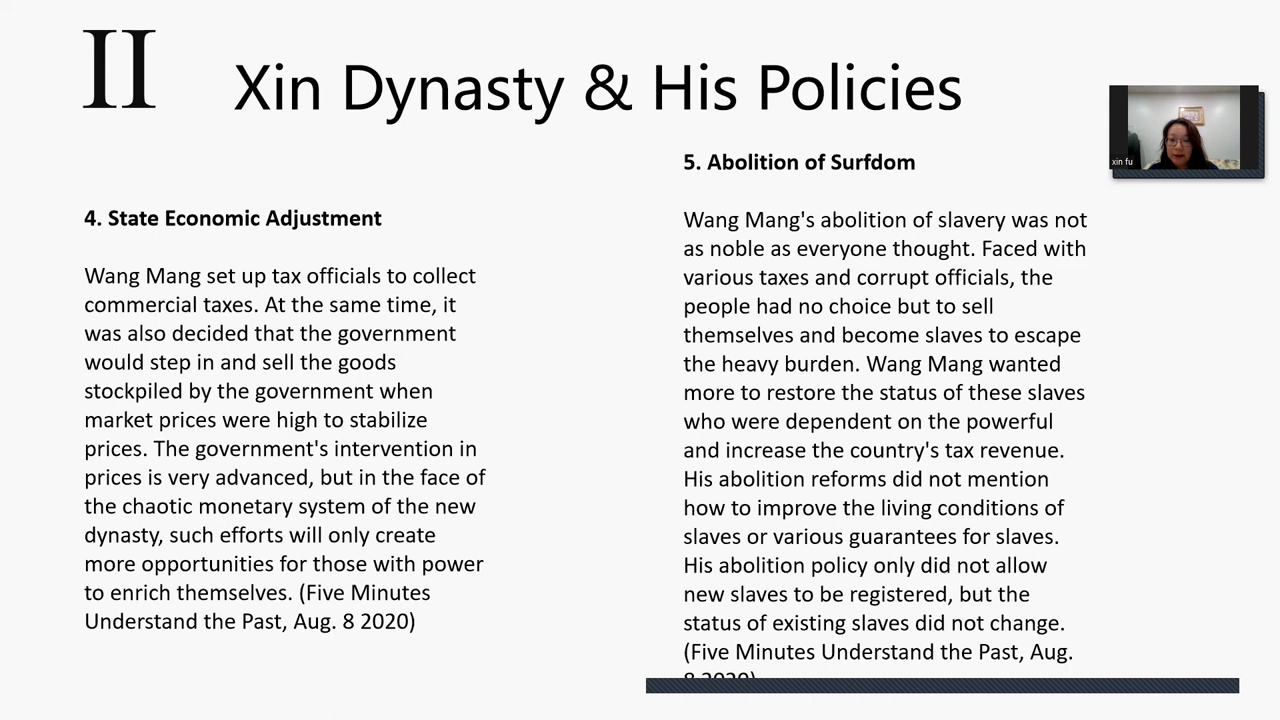 II
Xin Dynasty & His Policies
4. State Economic Adjustment
Wang Mang set up tax officials to collect
commercial taxes. At the same time, it
was also decided that the government
would step in and sell the goods
stockpiled by the government when
market prices were high to stabilize
prices. The government's intervention in
prices is very advanced, but in the face of
the chaotic monetary system of the new
dynasty, such efforts will only create
more opportunities for those with power
to enrich themselves. (Five Minutes
Understand the Past, Aug. 8 2020)
5. Abolition of Surfdom
Wang Mang's abolition of slavery was not
as noble as everyone thought. Faced with
various taxes and corrupt officials, the
people had no choice but to sell
themselves and become slaves to escape
the heavy burden. Wang Mang wanted
more to restore the status of these slaves
who were dependent on the powerful
and increase the country's tax revenue.
His abolition reforms did not mention
how to improve the living conditions of
slaves or various guarantees for slaves.
His abolition policy only did not allow
new slaves to be registered, but the
status of existing slaves did not change.
(Five Minutes Understand the Past, Aug.
8 2020)
xin fu